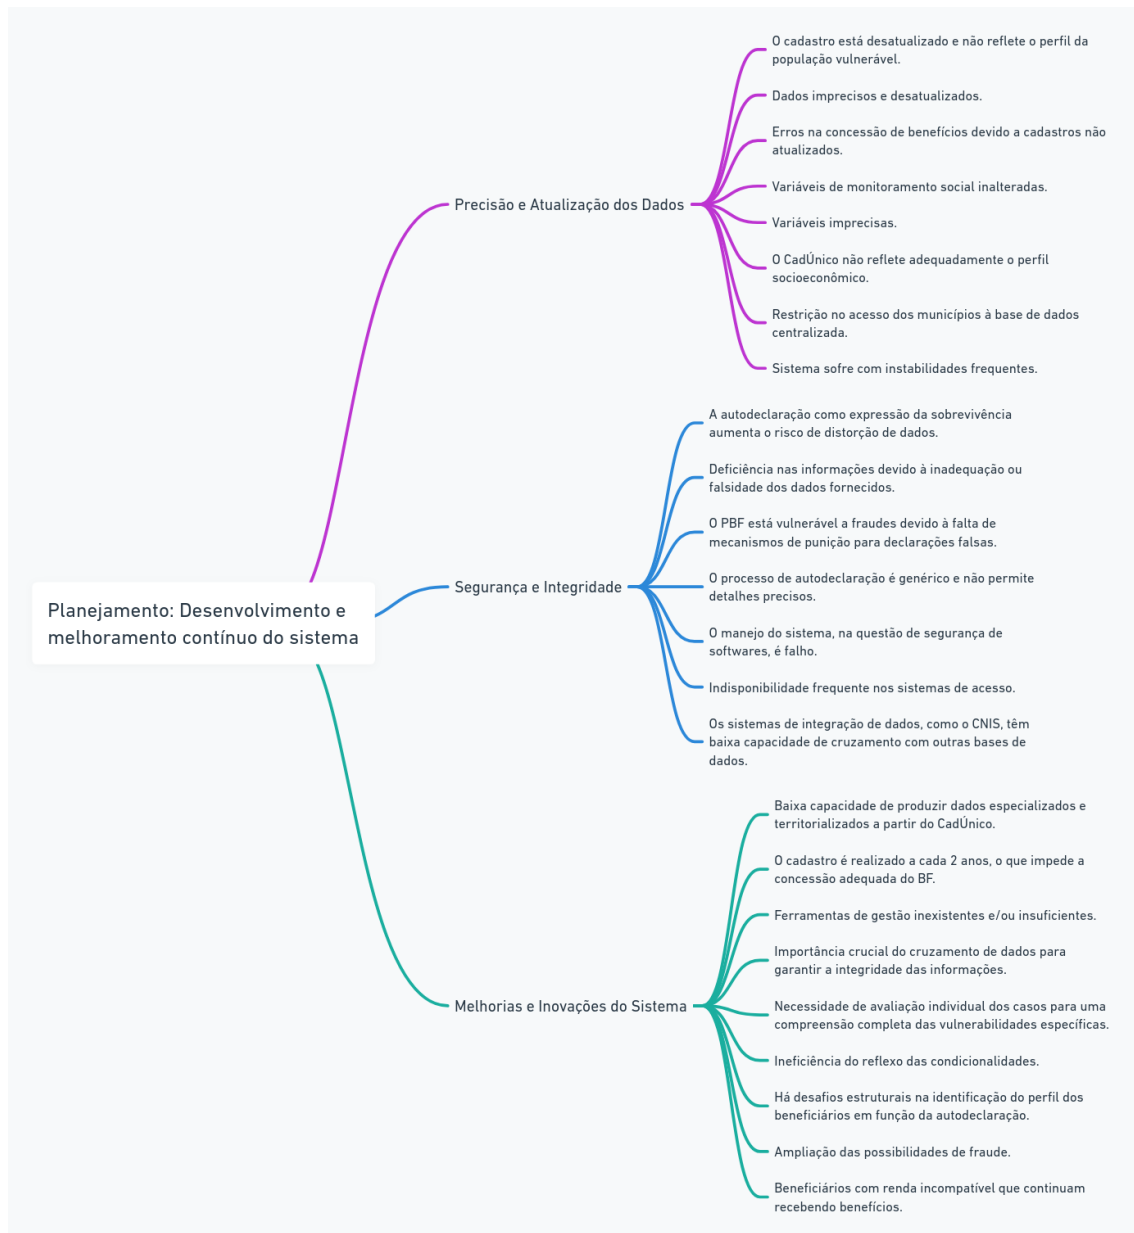 Planejamento: Desenvolvimento e
melhoramento contínuo do sistema
Precisão e Atualização dos Dados
O cadastro está desatualizado e não reflete o perfil da
população vulnerável.
Dados imprecisos e desatualizados.
Erros na concessão de benefícios devido a cadastros não
atualizados.
Variáveis de monitoramento social inalteradas.
Variáveis imprecisas.
O CadÚnico não reflete adequadamente o perfil
socioeconômico.
Restrição no acesso dos municípios à base de dados
centralizada.
Sistema sofre com instabilidades frequentes.
Segurança e Integridade
A autodeclaração como expressão da sobrevivência
aumenta o risco de distorção de dados.
Deficiência nas informações devido à inadequação ou
falsidade dos dados fornecidos.
O PBF está vulnerável a fraudes devido à falta de
mecanismos de punição para declarações falsas.
O processo de autodeclaração é genérico e não permite
detalhes precisos.
O manejo do sistema, na questão de segurança de
softwares, é falho.
Indisponibilidade frequente nos sistemas de acesso.
Os sistemas de integração de dados, como o CNIS, têm
baixa capacidade de cruzamento com outras bases de
dados.
Melhorias e Inovações do Sistema
Baixa capacidade de produzir dados especializados e
territorializados a partir do CadÚnico.
O cadastro é realizado a cada 2 anos, o que impede a
concessão adequada do BF.
Ferramentas de gestão inexistentes e/ou insuficientes.
Importância crucial do cruzamento de dados para
garantir a integridade das informações.
Necessidade de avaliação individual dos casos para uma
compreensão completa das vulnerabilidades específicas.
Ineficiência do reflexo das condicionalidades.
Há desafios estruturais na identificação do perfil dos
beneficiários em função da autodeclaração.
Ampliação das possibilidades de fraude.
Beneficiários com renda incompatível que continuam
recebendo benefícios.